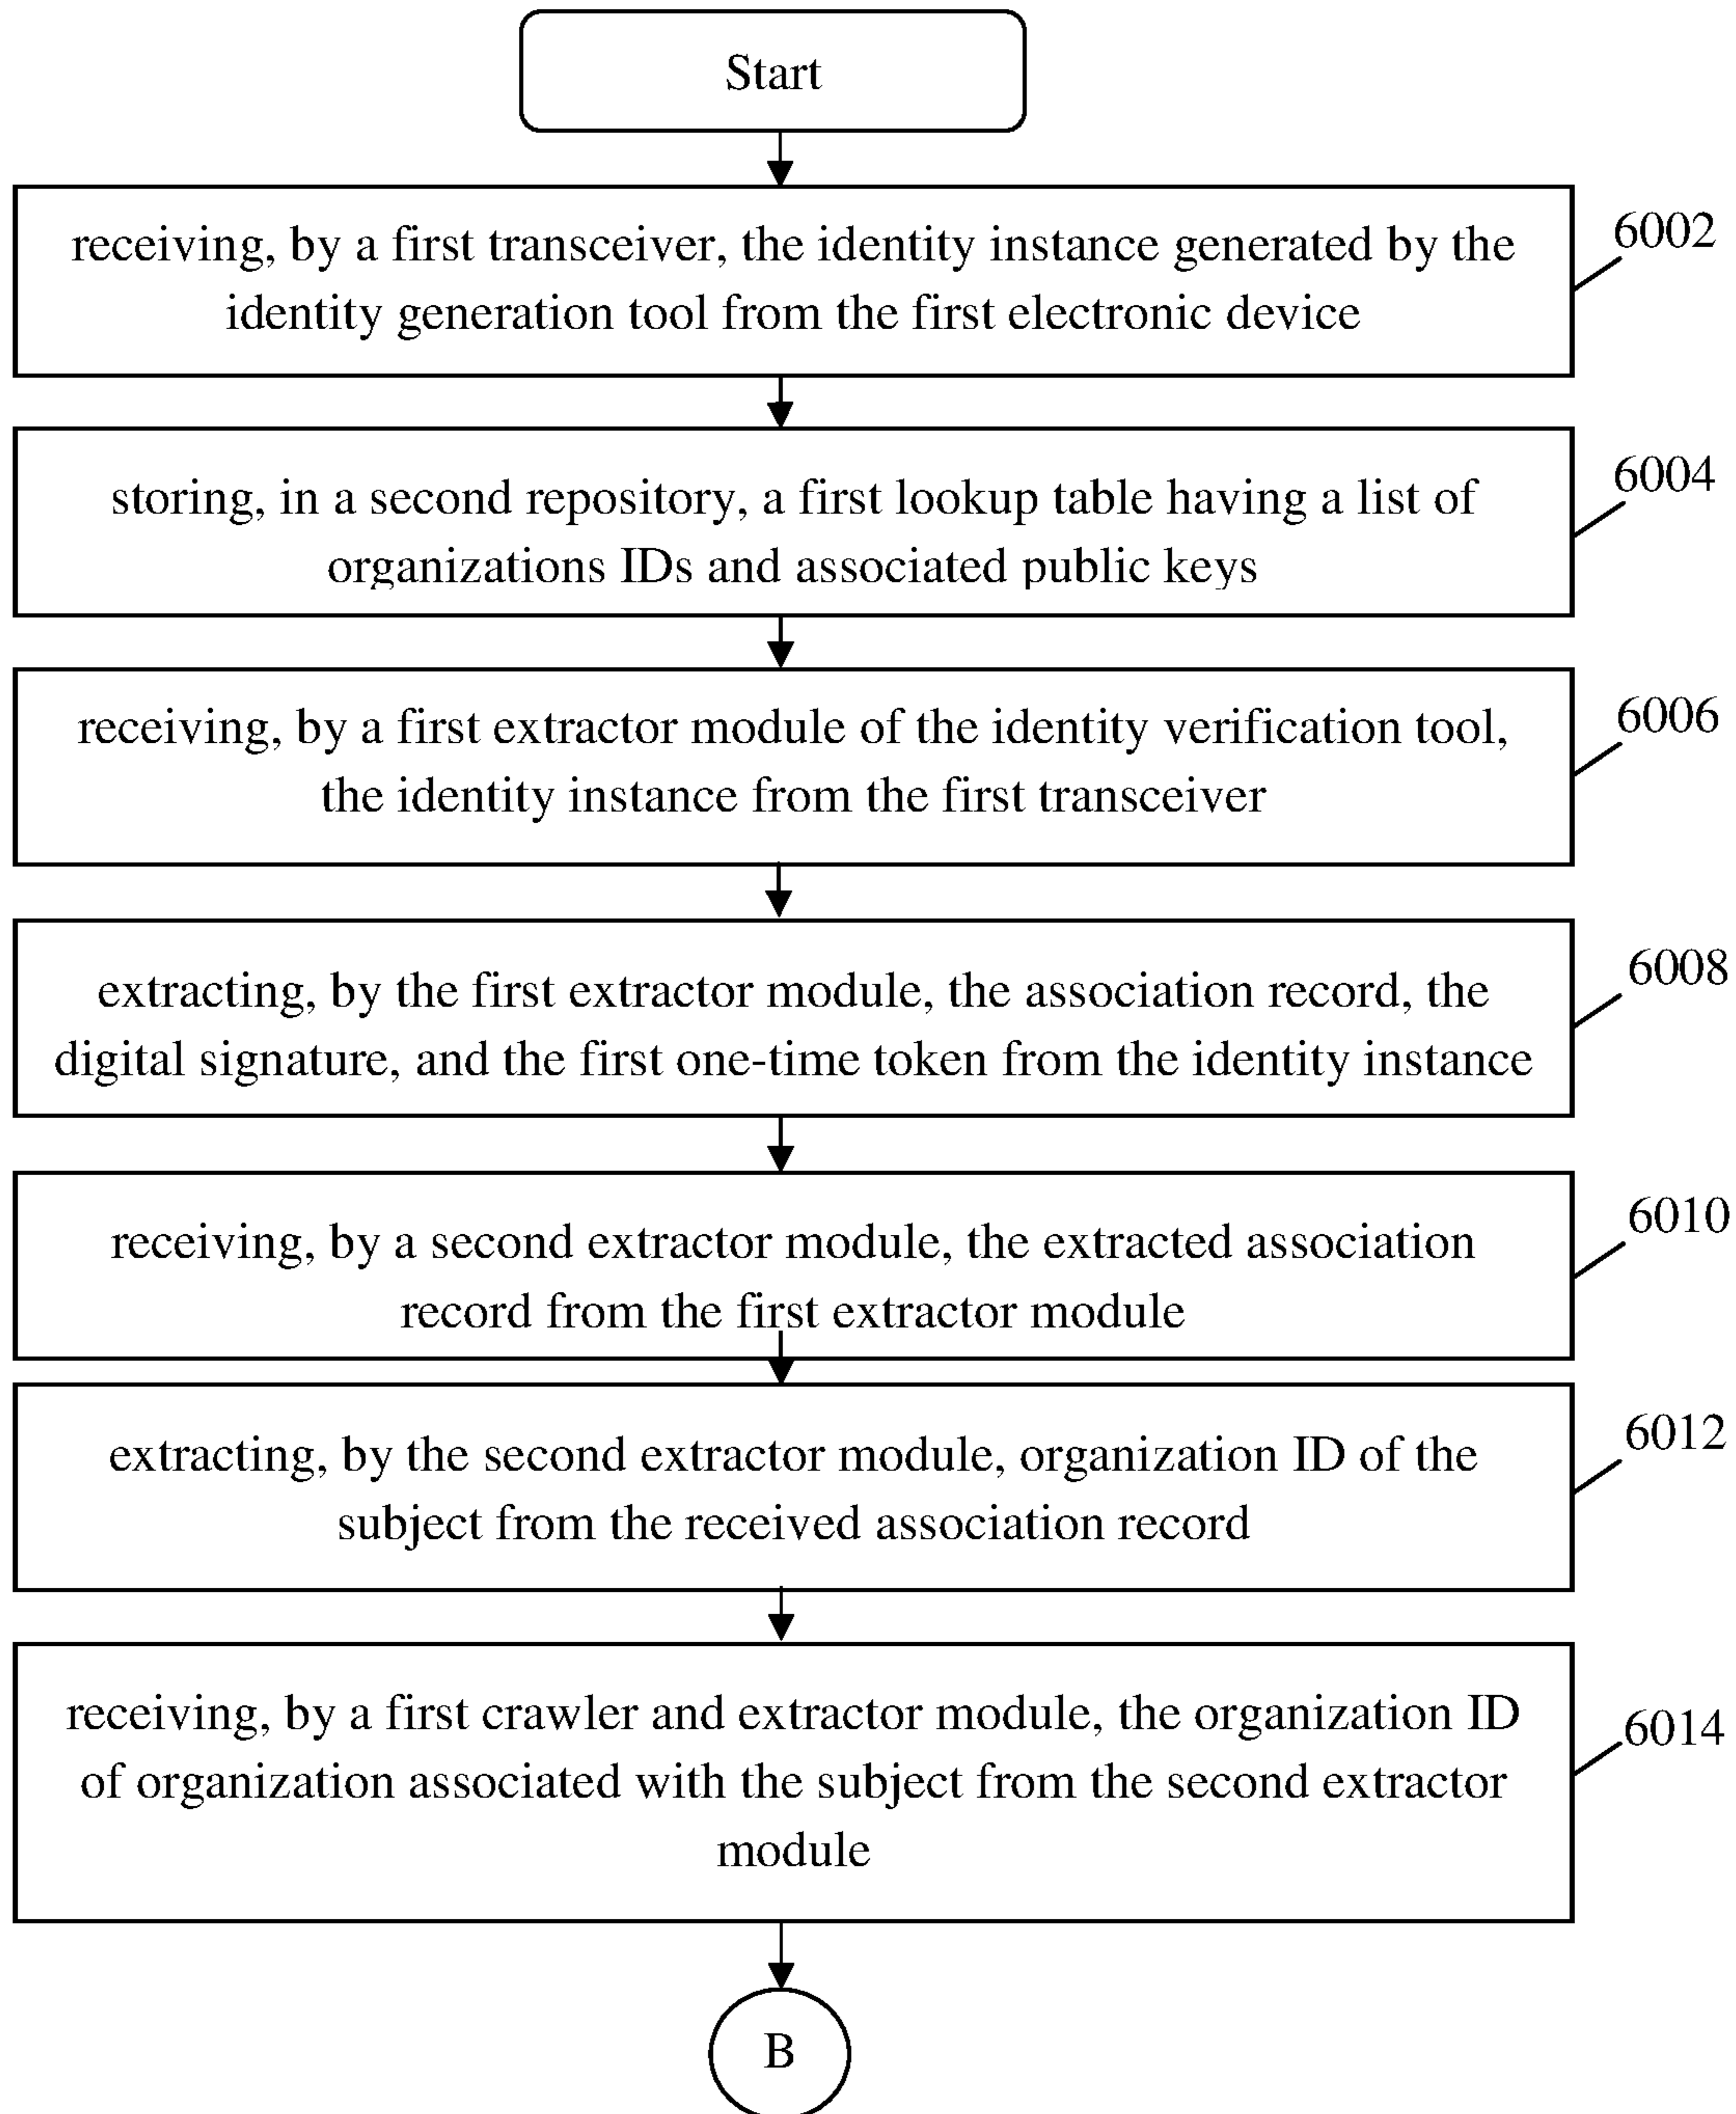 Start
receiving, by a first transceiver, the identity instance generated by the
identity generation tool from the first electronic device
6002
storing, in a second repository, a first lookup table having a list of
organizations IDs and associated public keys
6004
receiving, by a first extractor module of the identity verification tool,
the identity instance from the first transceiver
6006
extracting, by the first extractor module, the association record, the
digital signature, and the first one-time token from the identity instance
6008
receiving, by a second extractor module, the extracted association
record from the first extractor module
6010
extracting, by the second extractor module, organization ID of the
subject from the received association record
6012
receiving, by a first crawler and extractor module, the organization ID
of organization associated with the subject from the second extractor
module
6014
B